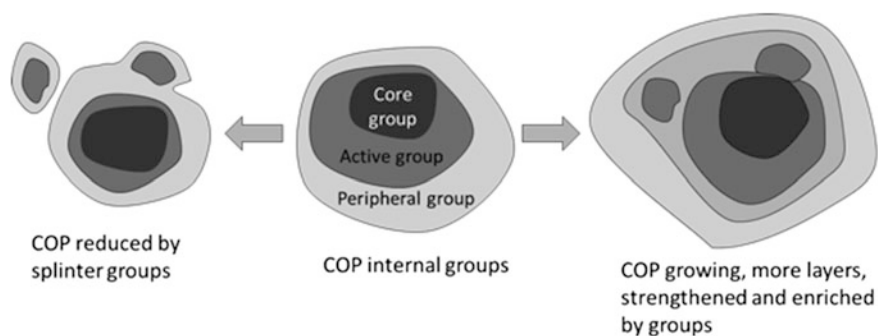 Core
group
Active group
Peripheral group
COP reduced by
splinter groups
COP internal groups
COP growing, more layers,
strengthened and enriched
by groups